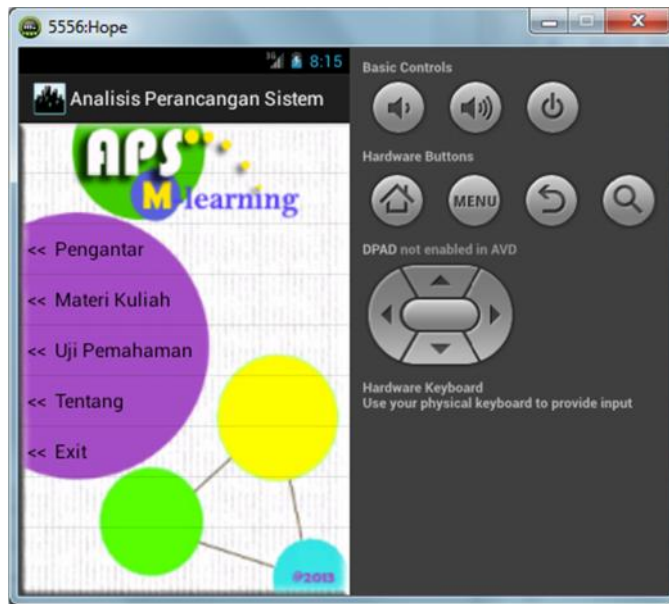 5556:Hope
3G 8:15
Analisis Perancangan Sistem
APS
M-learning
<< Pengantar
<< Materi Kuliah
<< Uji Pemahaman
<< Tentang
<< Exit
@2013
Basic Controls
Hardware Buttons
MENU
DPAD not enabled in AVD
Hardware Keyboard
Use your physical keyboard to provide input